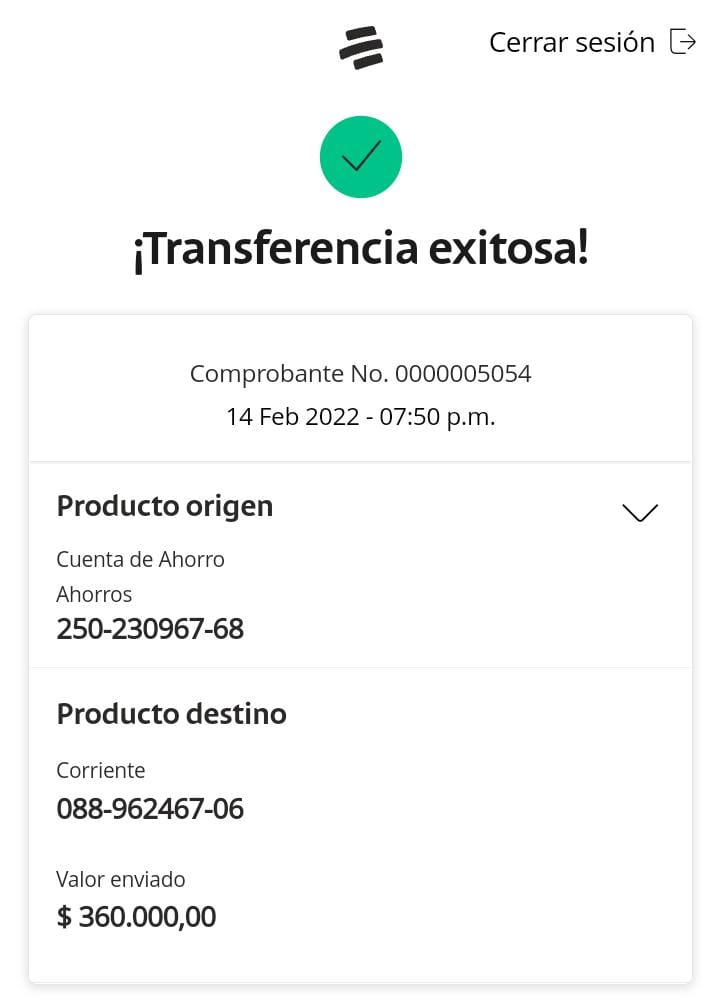 Cerrar sesión
¡Transferencia exitosa!
Comprobante No. 0000005054
14 Feb 2022 - 07:50 p.m.
Producto origen
Cuenta de Ahorro
Ahorros
250-230967-68
Producto destino
Corriente
088-962467-06
Valor enviado
$ 360.000,00